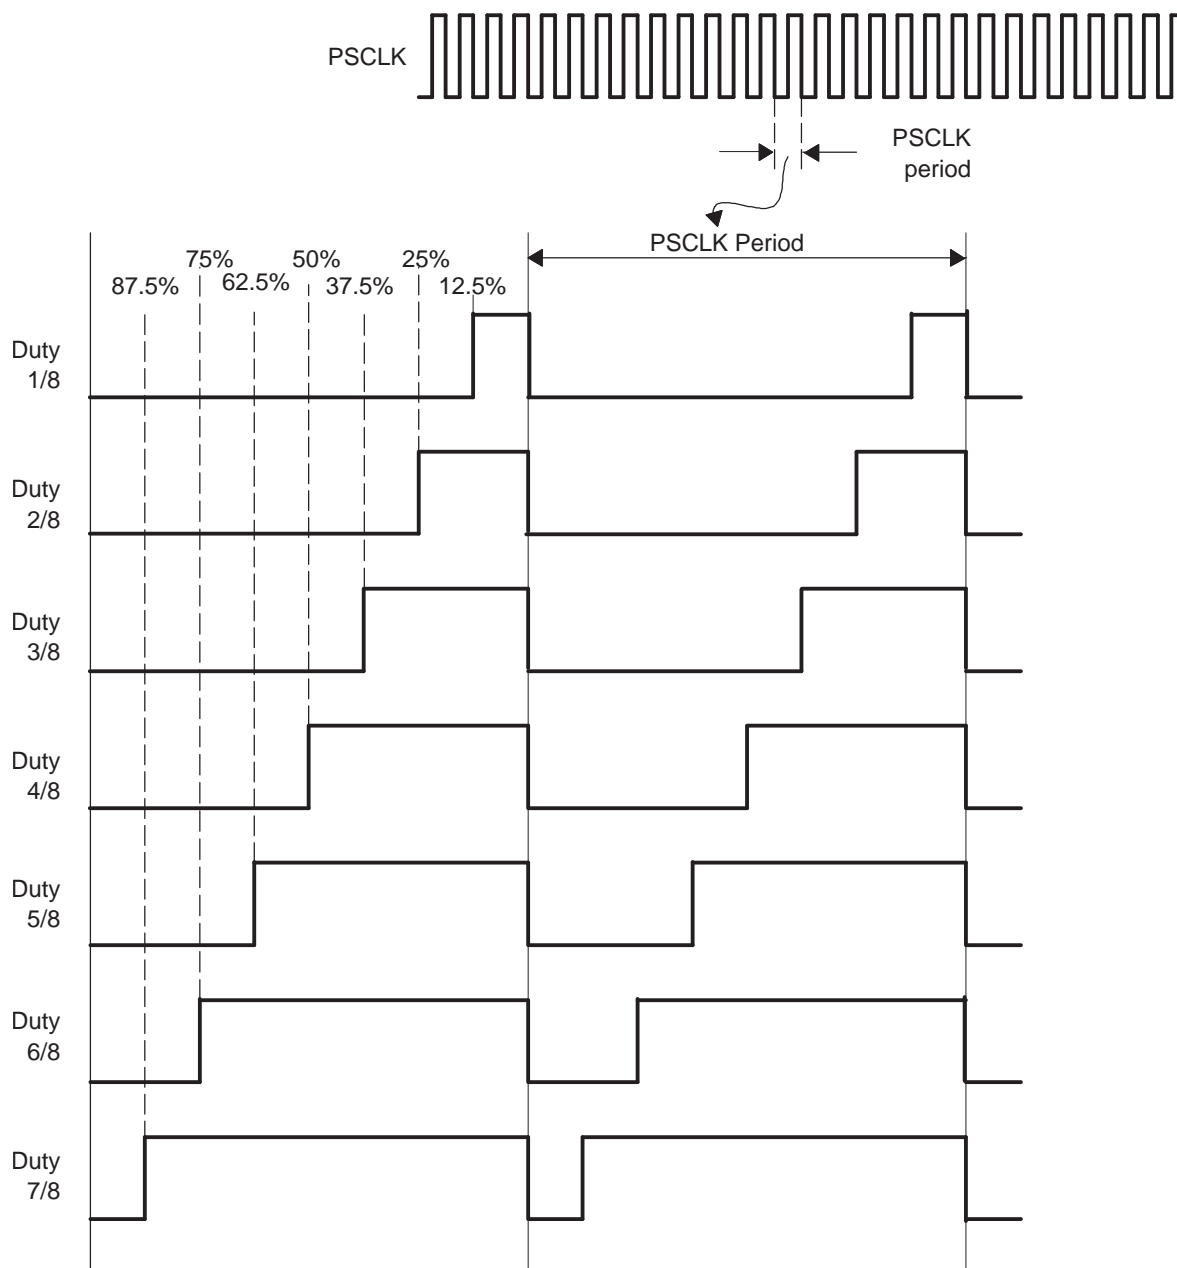 PSCLK
PSCLK
period
PSCLK Period
75%
50%
25%
87.5%
62.5%
37.5%
12.5%
Duty
1/8
Duty
2/8
Duty
3/8
Duty
4/8
Duty
5/8
Duty
6/8
Duty
7/8